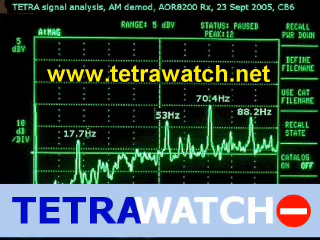 TETRA signal analysis, AM demod, AOR8200 Rx, 23 Sept 2005, CB6
5
dBV
A:MAG
RANGE: 5 dBV
STATUS: PAUSED
PEAK:12
RECALL
PWR DOWN
DEFINE
FILENAME
www.tetrawatch.net
USE CAT
FILENAME
70.4Hz
88.2Hz
53Hz
17.7Hz
10
dB
/DIV
RECALL
STATE
CATALOG
ON OFF
TETRAWATCH